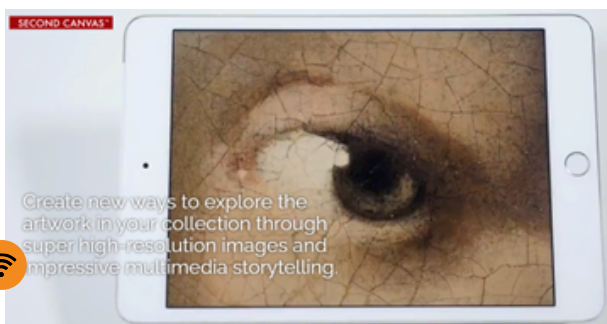 SECOND CANVAS™
Create new ways to explore the
artwork in your collection through
super high-resolution images and
impressive multimedia storytelling.